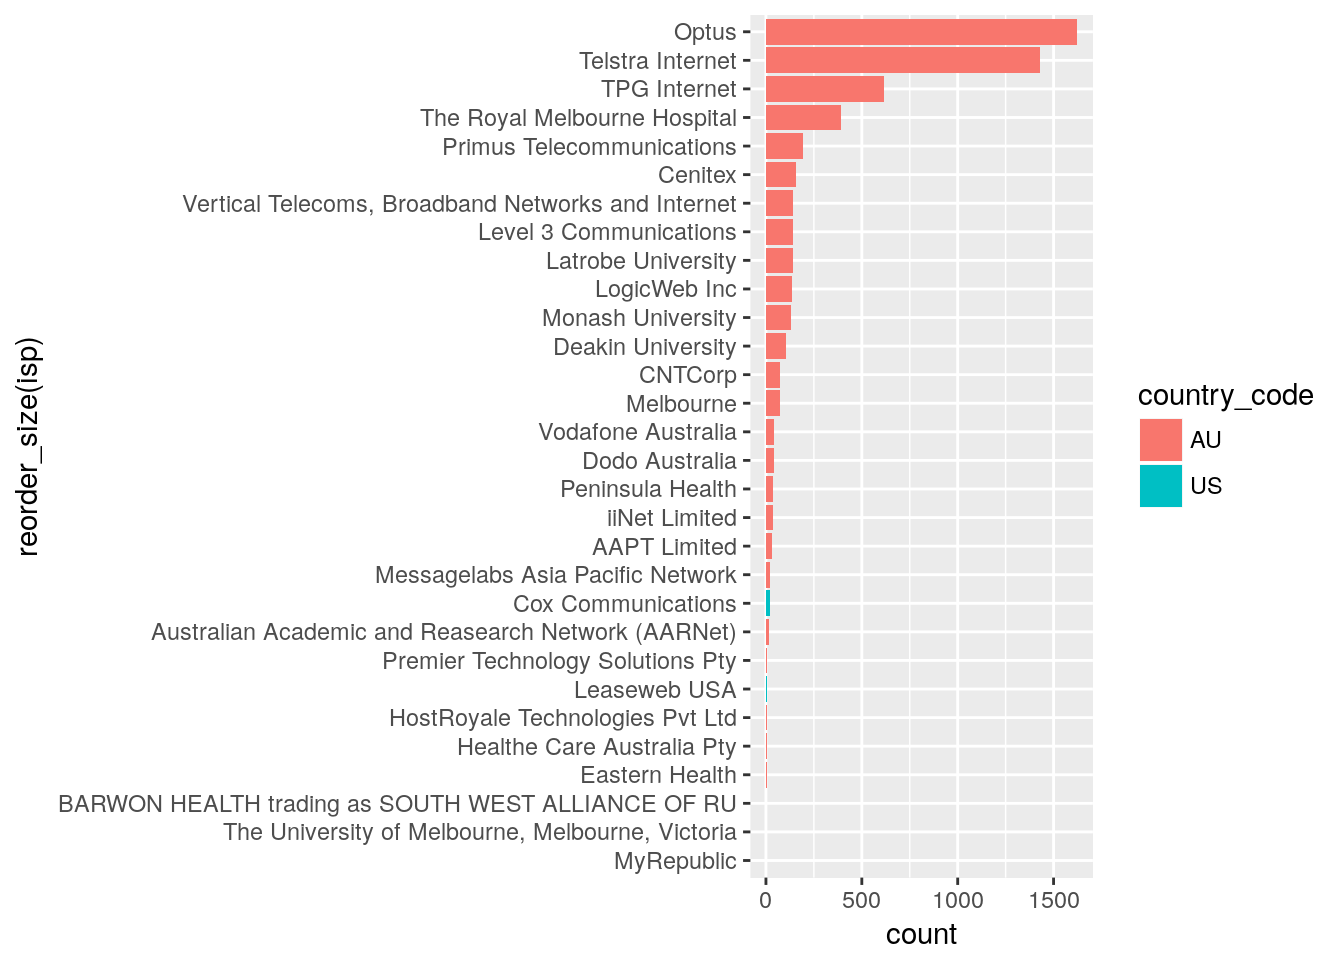 Optus
Telstra Internet
TPG Internet
The Royal Melbourne Hospital
Primus Telecommunications
Cenitex
Vertical Telecoms, Broadband Networks and Internet
Level 3 Communications
Latrobe University
LogicWeb Inc
Monash University
Deakin University
CNTCorp
Melbourne
Vodafone Australia
Dodo Australia
Peninsula Health
iiNet Limited
AAPT Limited
Messagelabs Asia Pacific Network
Cox Communications
Australian Academic and Reasearch Network (AARNet)
Premier Technology Solutions Pty
Leaseweb USA
HostRoyale Technologies Pvt Ltd
Healthe Care Australia Pty
Eastern Health
BARWON HEALTH trading as SOUTH WEST ALLIANCE OF RU
The University of Melbourne, Melbourne, Victoria
MyRepublic
reorder_size(isp)
0 500 1000 1500
count
country_code
AU
US